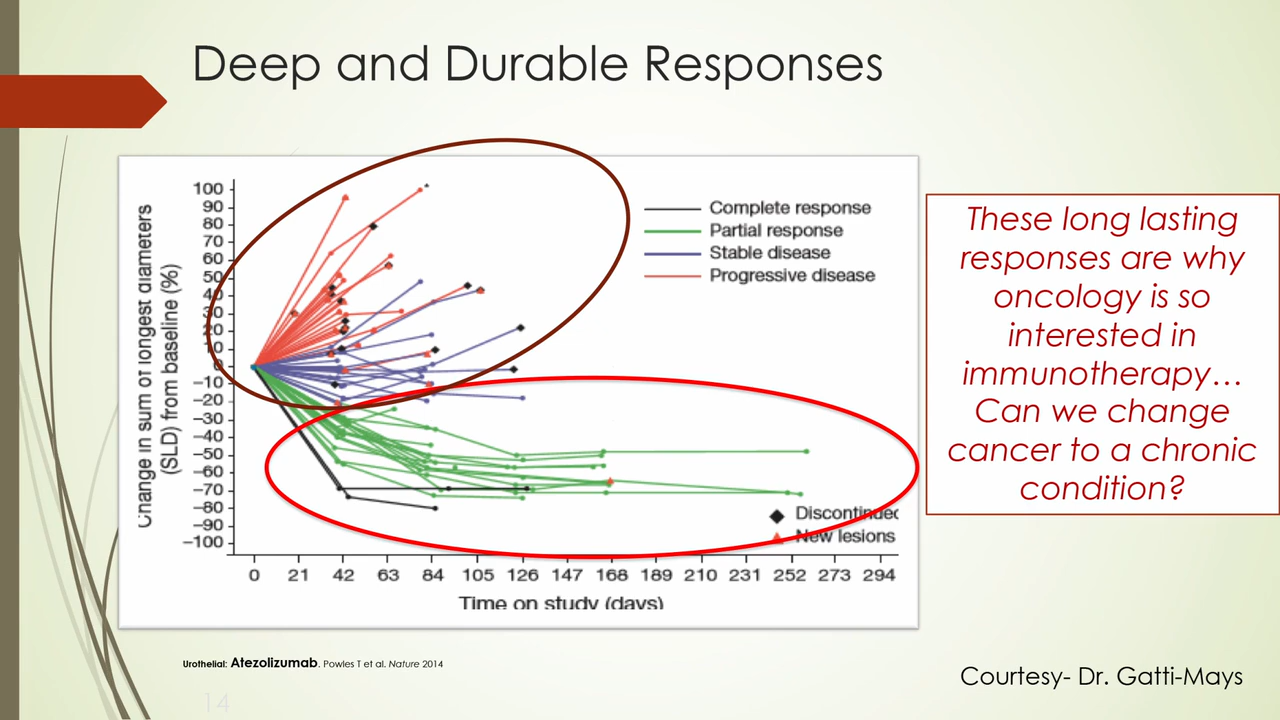 Deep and Durable Responses
Change in sum of longest diameters
(SLD) from baseline (%)
100
90
80
70
60
50
40
30
20
10
0
−10
−20
−30
−40
−50
−60
−70
−80
−90
−100
Complete response
Partial response
Stable disease
Progressive disease
Discontinued
New lesions
0 21 42 63 84 105 126 147 168 189 210 231 252 273 294
Time on study (days)
These long lasting
responses are why
oncology is so
interested in
immunotherapy…
Can we change
cancer to a chronic
condition?
Urothelial: Atezolizumab. Powles T et al. Nature 2014
Courtesy- Dr. Gatti-Mays
14